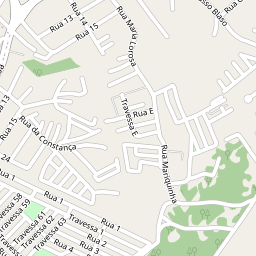 Rua 13
Rua 14
Rua 15
Rua Maria Lorosa
Rua 13
Rua 15
Rua da Constança
Travessa E
Rua E
Rua Mariquinha
24
Rua 1
Rua 1
Travessa 58
Travessa 59
Travessa 61
Travessa 62
Travessa 63
Travessa 1
Rua 1
Rua 4
Rua 3